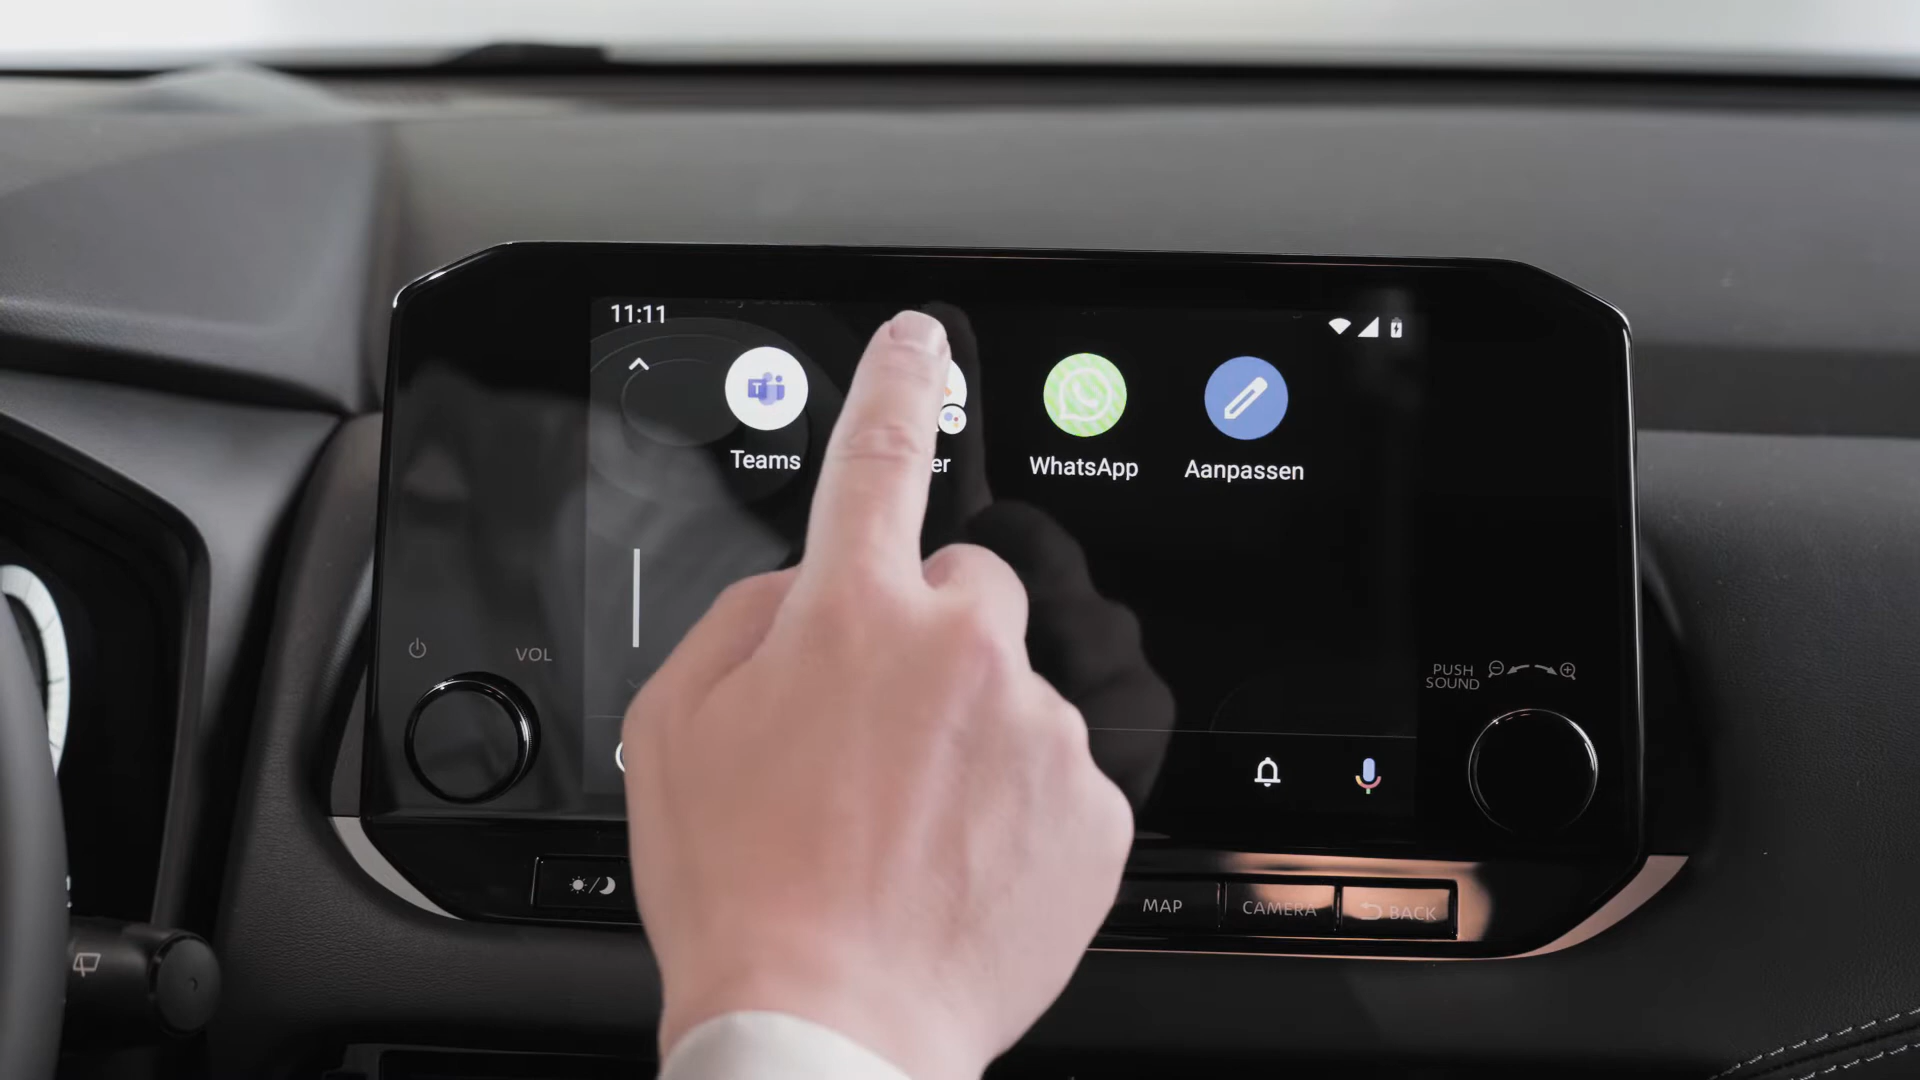 11:11
Teams
er
WhatsApp
Aanpassen
VOL
PUSH
SOUND
MAP
CAMERA
BACK